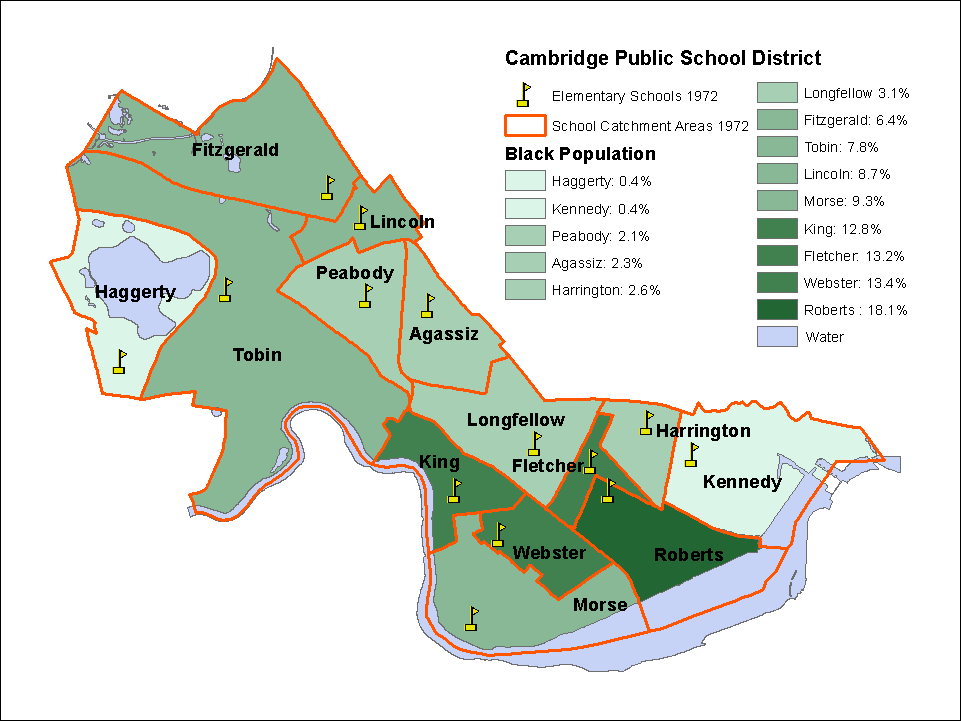 Cambridge Public School District
Elementary Schools 1972
School Catchment Areas 1972
Black Population
Haggerty: 0.4%
Kennedy: 0.4%
Peabody: 2.1%
Agassiz: 2.3%
Harrington: 2.6%
Longfellow 3.1%
Fitzgerald: 6.4%
Tobin: 7.8%
Lincoln: 8.7%
Morse: 9.3%
King: 12.8%
Fletcher: 13.2%
Webster: 13.4%
Roberts : 18.1%
Water
Fitzgerald
Lincoln
Peabody
Haggerty
Agassiz
Tobin
Longfellow
Harrington
King
Fletcher
Kennedy
Webster
Roberts
Morse